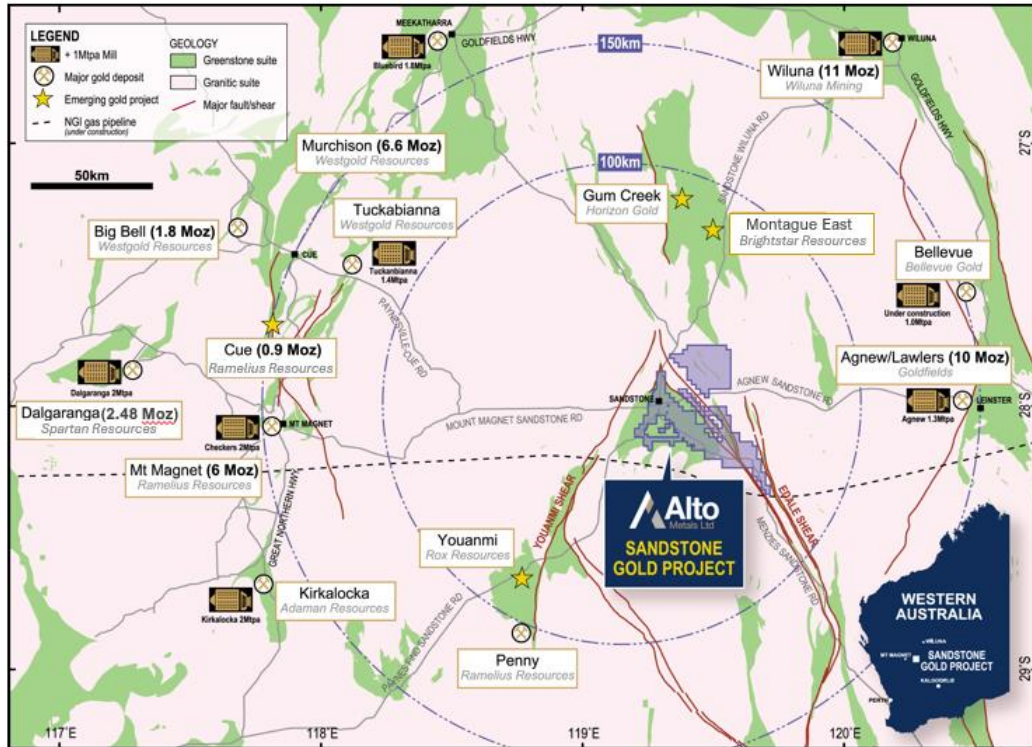 LEGEND
+ 1Mtpa Mill
Major gold deposit
Emerging gold project
NGI gas pipeline
(under construction)
GEOLOGY
Greenstone suite
Granitic suite
Major fault/shear
50km
MEEKATHARRA
GOLDFIELDS HWY
Bluebird 1.8Mtpa
150km
WILUNA
Wiluna (11 Moz)
Wiluna Mining
GOLDFIELDS HWY
27°S
Murchison (6.6 Moz)
Westgold Resources
100km
SANDSTONE WILUNA RD
Gum Creek
Horizon Gold
Montague East
Brightstar Resources
Big Bell (1.8 Moz)
Westgold Resources
Tuckabianna
Westgold Resources
CUE
Tuckanbianna
1.4Mtpa
PAYNESVILLE-CUE RD
Bellevue
Bellevue Gold
Under construction
1.0Mtpa
Cue (0.9 Moz)
Ramelius Resources
Agnew/Lawlers (10 Moz)
Goldfields
Dalgaranga 2Mtpa
Dalgaranga(2.48 Moz)
Spartan Resources
SANDSTONE
AGNEW SANDSTONE RD
LEINSTER
Agnew 1.3Mtpa
28°S
MOUNT MAGNET SANDSTONE RD
Checkers 2Mtpa
MT MAGNET
Mt Magnet (6 Moz)
Ramelius Resources
GREAT NORTHERN HWY
YOUANMI SHEAR
EDALE SHEAR
MENZIES SANDSTONE RD
Alto
Metals Ltd
SANDSTONE
GOLD PROJECT
Youanmi
Rox Resources
Kirkalocka
Adaman Resources
Kirkalocka 2Mtpa
PAYNES FIND SANDSTONE RD
Penny
Ramelius Resources
WESTERN
AUSTRALIA
WILUNA
MT MAGNET
SANDSTONE
GOLD PROJECT
KALGOORLIE
PERTH
29°S
117°E
118°E
119°E
120°E